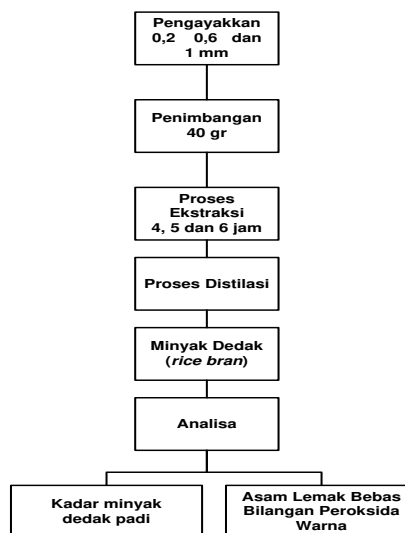 Pengayakkan
0,2 0,6 dan
1 mm
Penimbangan
40 gr
Proses
Ekstraksi
4, 5 dan 6 jam
Proses Distilasi
Minyak Dedak
(rice bran)
Analisa
Kadar minyak
dedak padi
Asam Lemak Bebas
Bilangan Peroksida
Warna